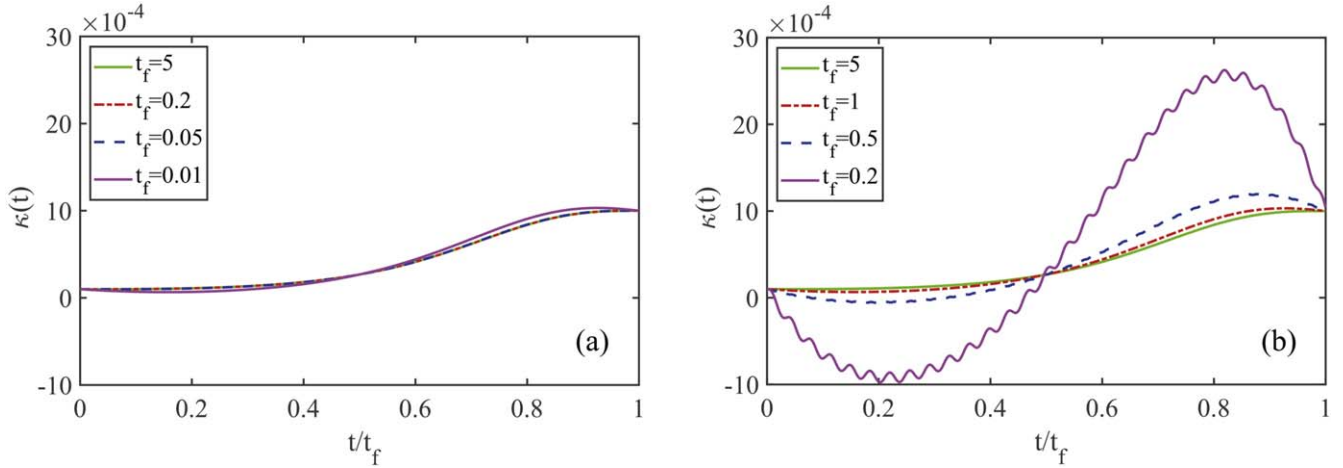 ×10⁻⁴
30
20
10
0
-10
κ(t)
t_f=5
t_f=0.2
t_f=0.05
t_f=0.01
(a)
0 0.2 0.4 0.6 0.8 1
t/t_f
×10⁻⁴
30
20
10
0
-10
κ(t)
t_f=5
t_f=1
t_f=0.5
t_f=0.2
(b)
0 0.2 0.4 0.6 0.8 1
t/t_f